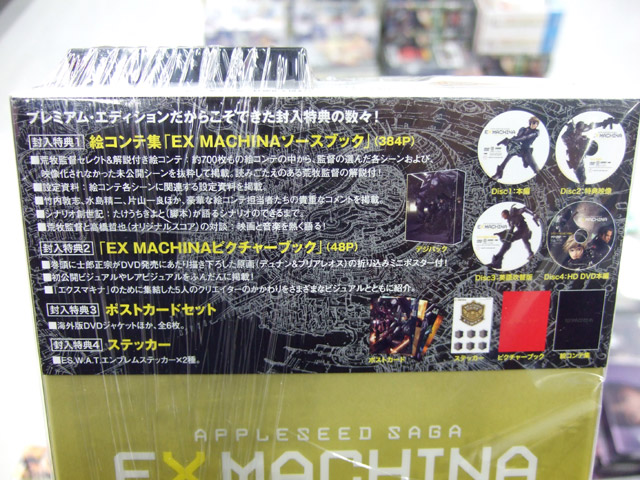 プレミアム・エディションだからこそできた封入特典の数々!
封入特典1 絵コンテ集「EX MACHINAソースブック」(384P)
■荒牧監督セレクト&解説付き絵コンテ:約700枚もの絵コンテの中から、監督の選んだ各シーンおよび、
映像化されなかった未公開シーンを抜粋して掲載。読みごたえのある荒牧監督の解説付!
■設定資料:絵コンテ各シーンに関連する設定資料を掲載。
■竹内敦志、水島精二、片山一良ほか、豪華な絵コンテ担当者たちの貴重なコメントを掲載。
■シナリオ創世記:たけうちきよと(脚本)が語るシナリオのできるまで。
■荒牧監督と高橋哲也(オリジナルスコア)の対談:映画と音楽を熱く語る!
封入特典2 「EX MACHINAピクチャーブック」(48P)
■巻頭に士郎正宗がDVD発売にあたり描き下ろした原画(デュナン&ブリアレオス)の折り込みミニポスター付!
■初公開ビジュアルやレアビジュアルをふんだんに掲載!
■「エクスマキナ」のために集結した5人のクリエイターのかかわりをさまざまなビジュアルとともに紹介。
封入特典3 ポストカードセット
■海外版DVDジャケットほか、全6枚。
封入特典4 ステッカー
■E.S.W.A.T.エンブレムステッカー×2種。
デジパック
EX MACHINA
Disc1:本編
Disc2:特典映像
Disc3:英語吹替版
Disc4:HD DVD本編
ポストカード
ステッカー
ピクチャーブック
絵コンテ集
APPLESEED SAGA
EX MACHINA